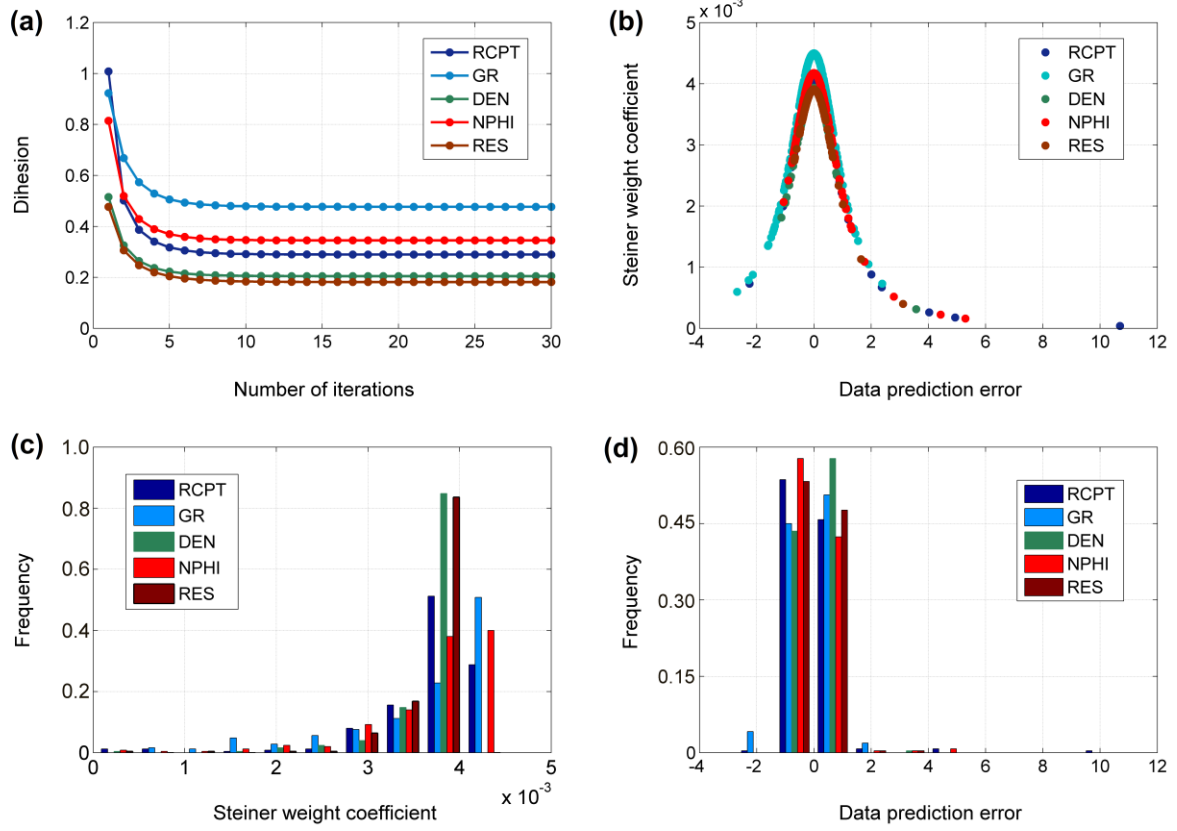 (a)
1.2
1
0.8
0.6
0.4
0.2
0
Dihesion
RCPT
GR
DEN
NPHI
RES
0 5 10 15 20 25 30
Number of iterations
(b)
x 10⁻³
5
4
3
2
1
0
Steiner weight coefficient
RCPT
GR
DEN
NPHI
RES
-4 -2 0 2 4 6 8 10 12
Data prediction error
(c)
1.0
0.8
0.6
0.4
0.2
0
Frequency
RCPT
GR
DEN
NPHI
RES
0 1 2 3 4 5
x 10⁻³
Steiner weight coefficient
(d)
0.60
0.45
0.30
0.15
0
Frequency
RCPT
GR
DEN
NPHI
RES
-4 -2 0 2 4 6 8 10 12
Data prediction error